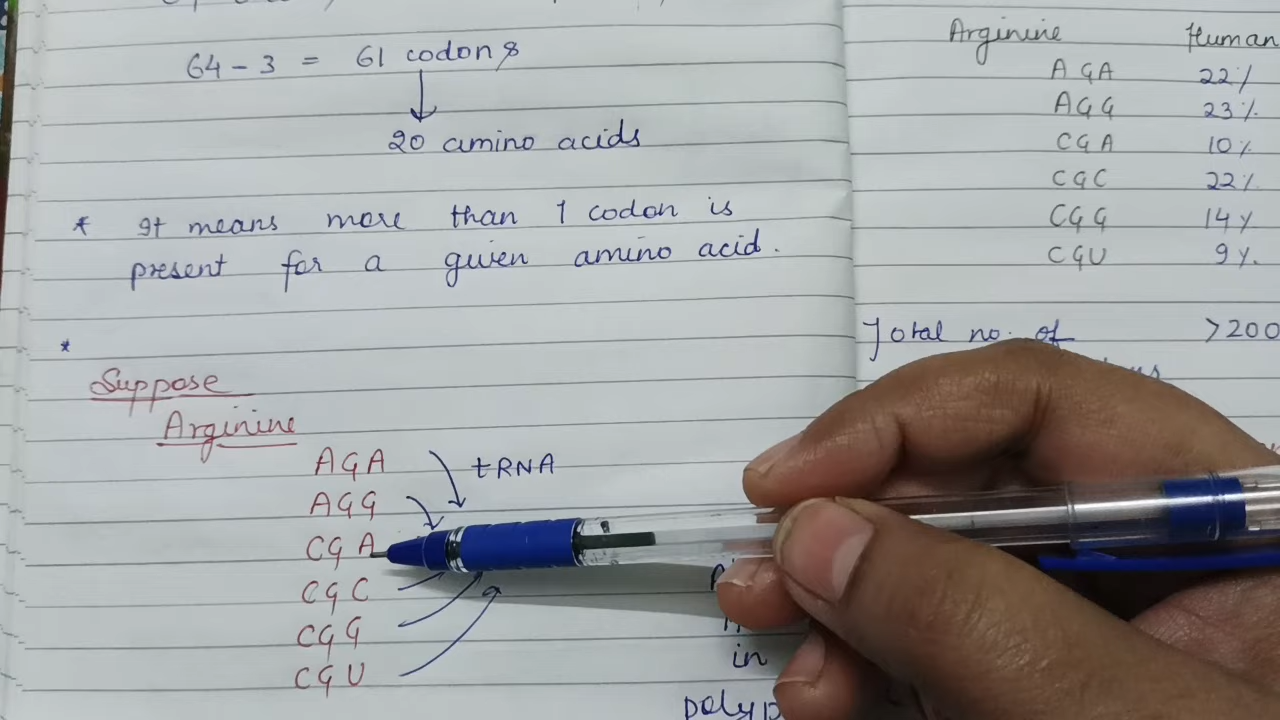 64 - 3 = 61 codons
20 amino acids
* It means more than 1 codon is
present for a given amino acid.
*
Suppose
Arginine
AGA
tRNA
AGG
CGA
CGC
CGG
CGU
Arginine Human
AGA 22%
AGG 23%
CGA 10%
CGC 22%
CGG 14%
CGU 9%
Total no. of >200
in